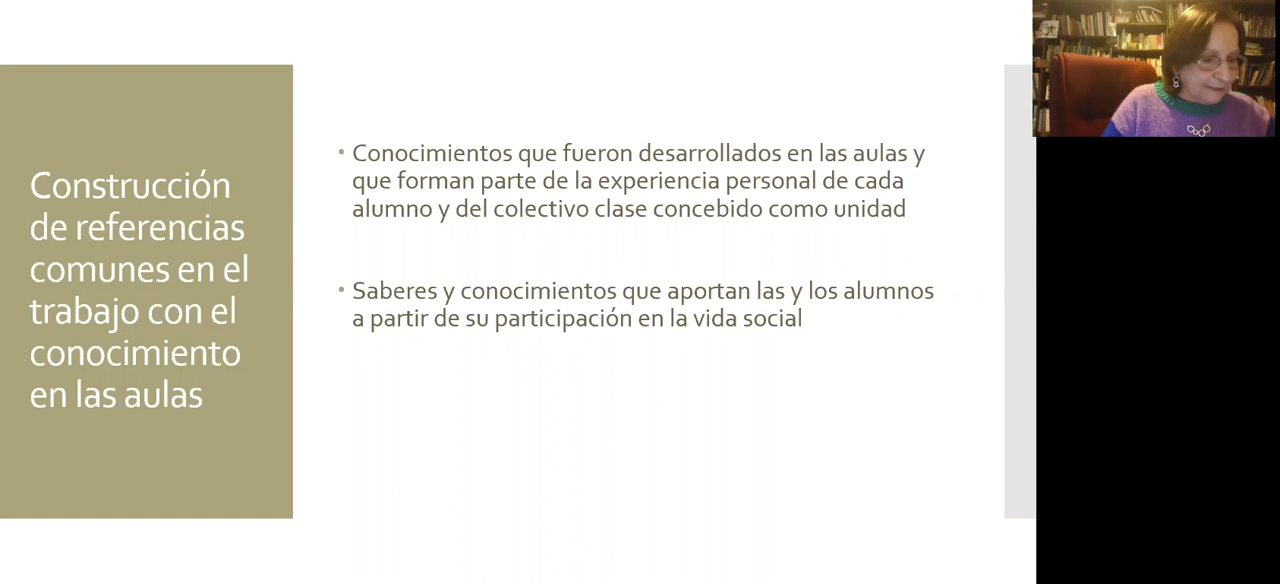 Construcción
de referencias
comunes en el
trabajo con el
conocimiento
en las aulas
• Conocimientos que fueron desarrollados en las aulas y
que forman parte de la experiencia personal de cada
alumno y del colectivo clase concebido como unidad
• Saberes y conocimientos que aportan las y los alumnos
a partir de su participación en la vida social